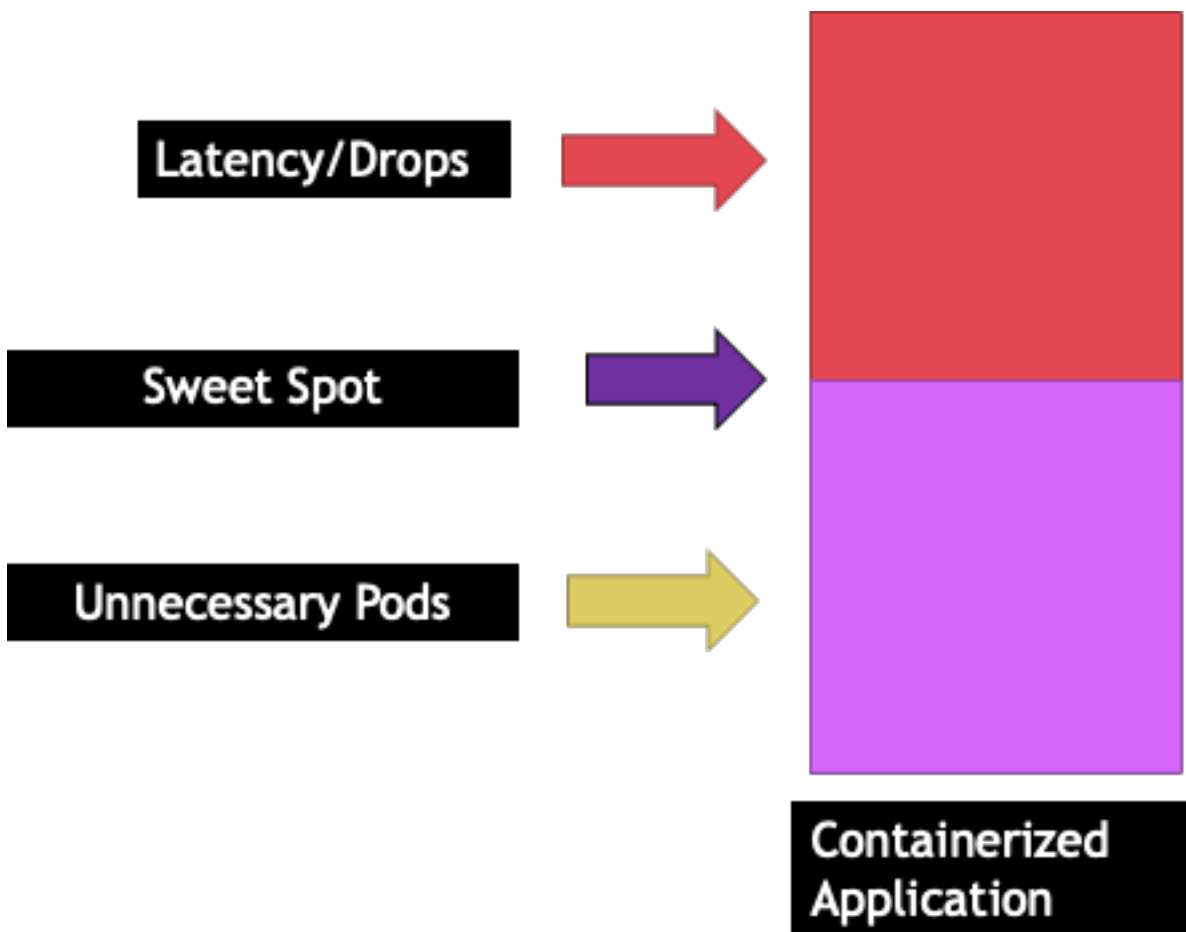 Latency/Drops
Sweet Spot
Unnecessary Pods
Containerized
Application